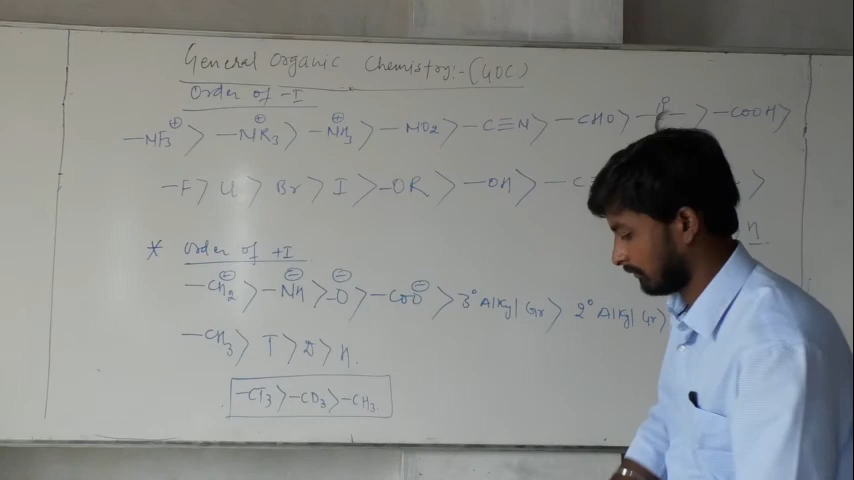 General Organic Chemistry:-(GOC)
Order of -I
-NF₃⊕ > -NR₃⊕ > -NH₃⊕ > -NO₂ > -C≡N > -CHO > > -COOH >
-F > Cl > Br > I > -OR > -OH > -C > H
* Order of +I
-CH₂⊕ > -NH⊖ > -O⊖ > -COO⊖ > 3° Alkyl Gr > 2° Alkyl Gr >
-CH₃ > T > D > H.
-CT₃ > -CD₃ > -CH₃.